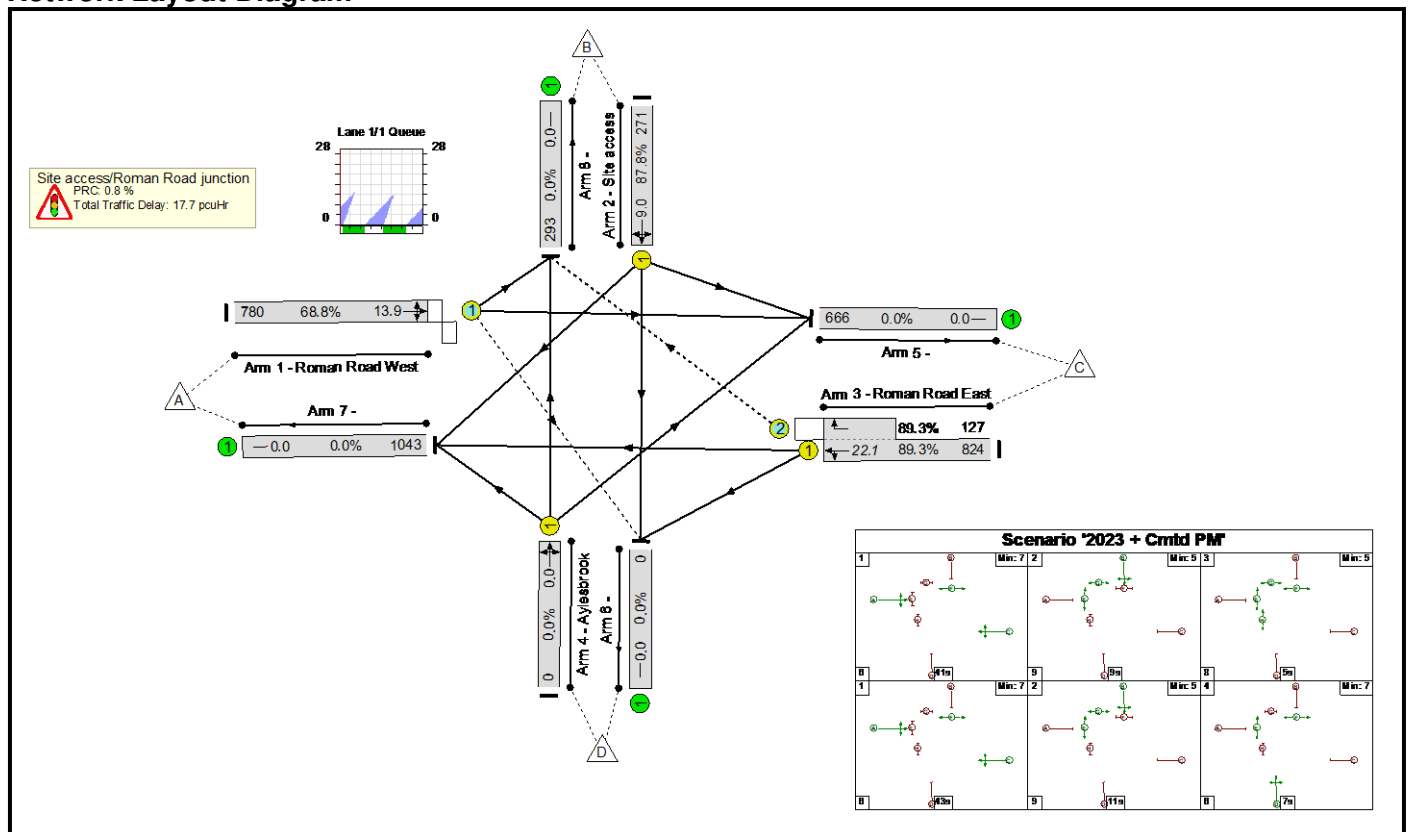 B
1
Lane 1/1 Queue
28 28
0 0
Site access/Roman Road junction
PRC: 0.8 %
Total Traffic Delay: 17.7 pcuHr
293 0.0% 0.0
Arm 8 -
Arm 2 - Site access
9.0 87.8% 271
1
780 68.8% 13.9
1
Arm 1 - Roman Road West
A
Arm 7 -
1
0.0 0.0% 1043
666 0.0% 0.0
1
Arm 5 -
C
Arm 3 - Roman Road East
2
89.3% 127
1
22.1 89.3% 824
1
0 0.0% 0.0
Arm 4 - Aylesbrook
Arm 6 -
0.0 0.0% 0
1
D
Scenario '2023 + Cmtd PM'
1 Min: 7 2 Min: 5 3 Min: 5
8 41s 9 9s 8 5s
1 Min: 7 2 Min: 5 4 Min: 7
8 43s 9 11s 8 7s